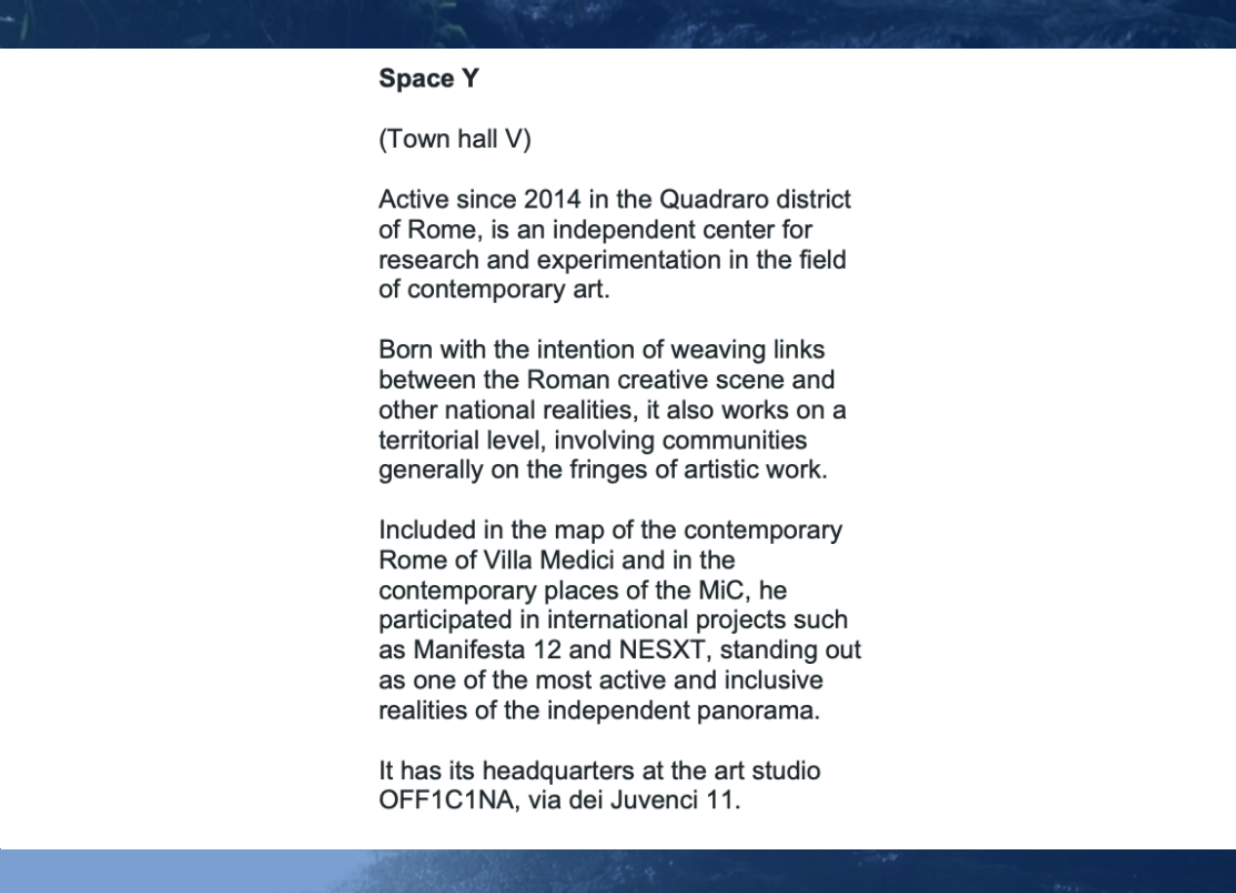 Space Y
(Town hall V)
Active since 2014 in the Quadraro district
of Rome, is an independent center for
research and experimentation in the field
of contemporary art.
Born with the intention of weaving links
between the Roman creative scene and
other national realities, it also works on a
territorial level, involving communities
generally on the fringes of artistic work.
Included in the map of the contemporary
Rome of Villa Medici and in the
contemporary places of the MiC, he
participated in international projects such
as Manifesta 12 and NESXT, standing out
as one of the most active and inclusive
realities of the independent panorama.
It has its headquarters at the art studio
OFF1C1NA, via dei Juvenci 11.